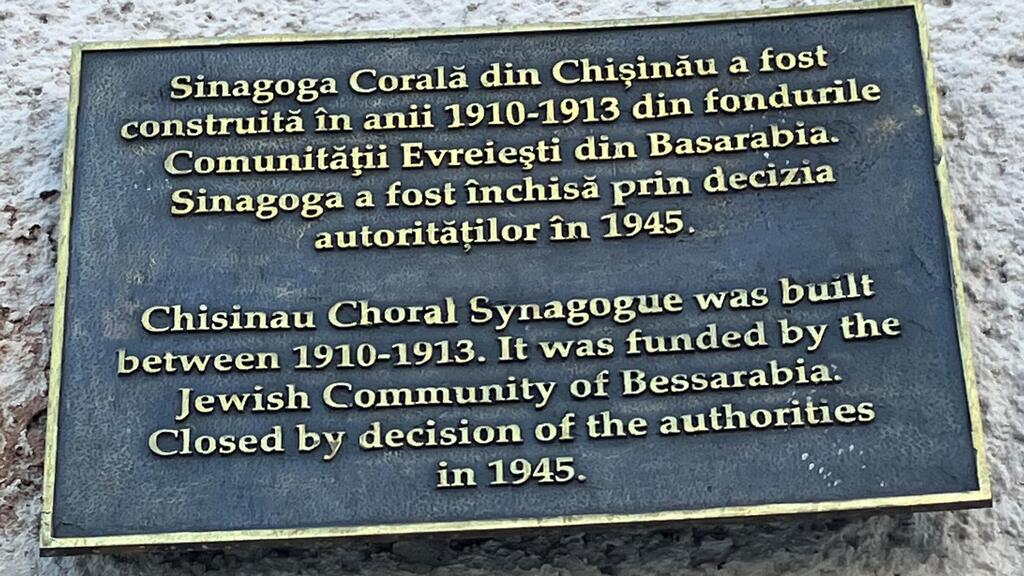 Sinagoga Corală din Chișinău a fost
construită în anii 1910-1913 din fondurile
Comunităţii Evreieşti din Basarabia.
Sinagoga a fost închisă prin decizia
autorităților în 1945.
Chisinau Choral Synagogue was built
between 1910-1913. It was funded by the
Jewish Community of Bessarabia.
Closed by decision of the authorities
in 1945.